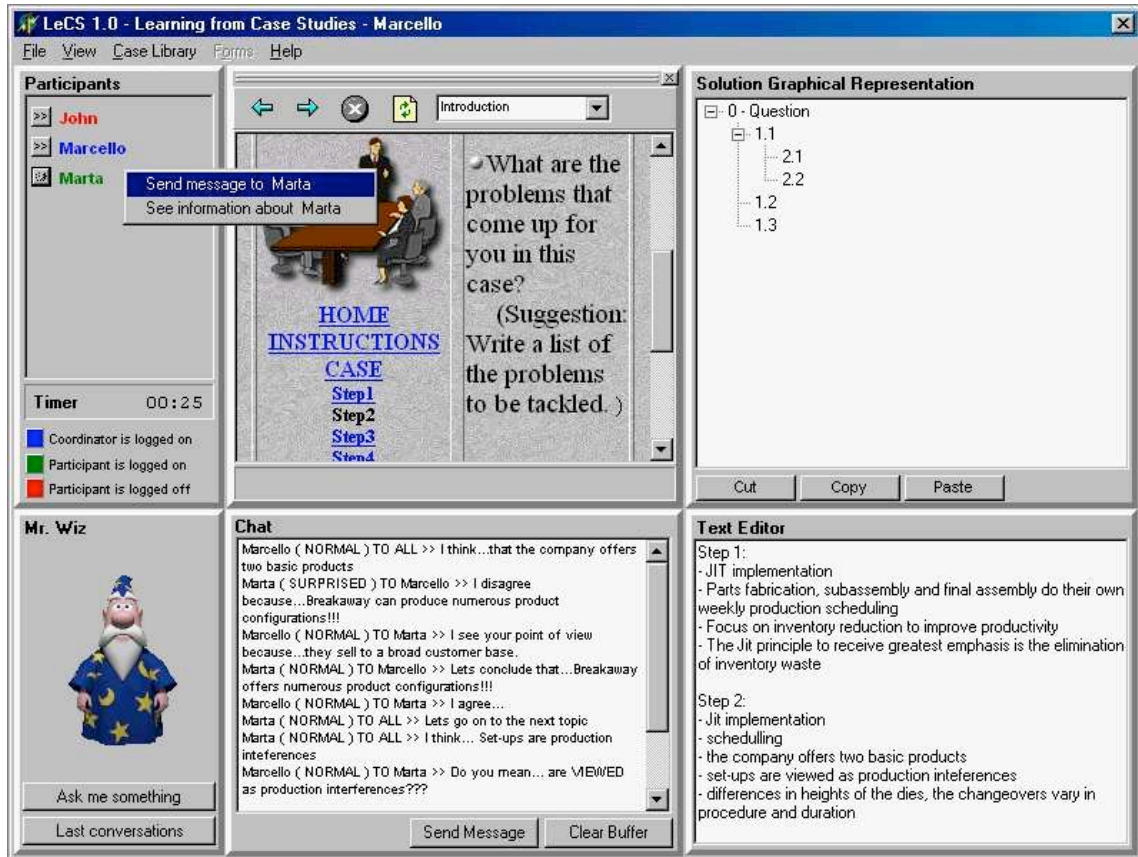 LeCS 1.0 - Learning from Case Studies - Marcello
File View Case Library Forms Help
Participants
>> John
>> Marcello
Marta
Send message to Marta
See information about Marta
Timer 00:25
Coordinator is logged on
Participant is logged on
Participant is logged off
Introduction
HOME
INSTRUCTIONS
CASE
Step1
Step2
Step3
Step4
What are the
problems that
come up for
you in this
case?
(Suggestion:
Write a list of
the problems
to be tackled. )
Solution Graphical Representation
0 - Question
1.1
2.1
2.2
1.2
1.3
Cut Copy Paste
Mr. Wiz
Ask me something
Last conversations
Chat
Marcello ( NORMAL ) TO ALL >> I think...that the company offers
two basic products
Marta ( SURPRISED ) TO Marcello >> I disagree
because...Breakaway can produce numerous product
configurations!!!
Marcello ( NORMAL ) TO Marta >> I see your point of view
because...they sell to a broad customer base.
Marta ( NORMAL ) TO Marcello >> Lets conclude that...Breakaway
offers numerous product configurations!!!
Marcello ( NORMAL ) TO Marta >> I agree...
Marta ( NORMAL ) TO ALL >> Lets go on to the next topic
Marta ( NORMAL ) TO ALL >> I think... Set-ups are production
inteferences
Marcello ( NORMAL ) TO Marta >> Do you mean... are VIEWED
as production interferences???
Send Message Clear Buffer
Text Editor
Step 1:
- JIT implementation
- Parts fabrication, subassembly and final assembly do their own
weekly production scheduling
- Focus on inventory reduction to improve productivity
- The Jit principle to receive greatest emphasis is the elimination
of inventory waste
Step 2:
- Jit implementation
- schedulling
- the company offers two basic products
- set-ups are viewed as production inteferences
- differences in heights of the dies, the changeovers vary in
procedure and duration